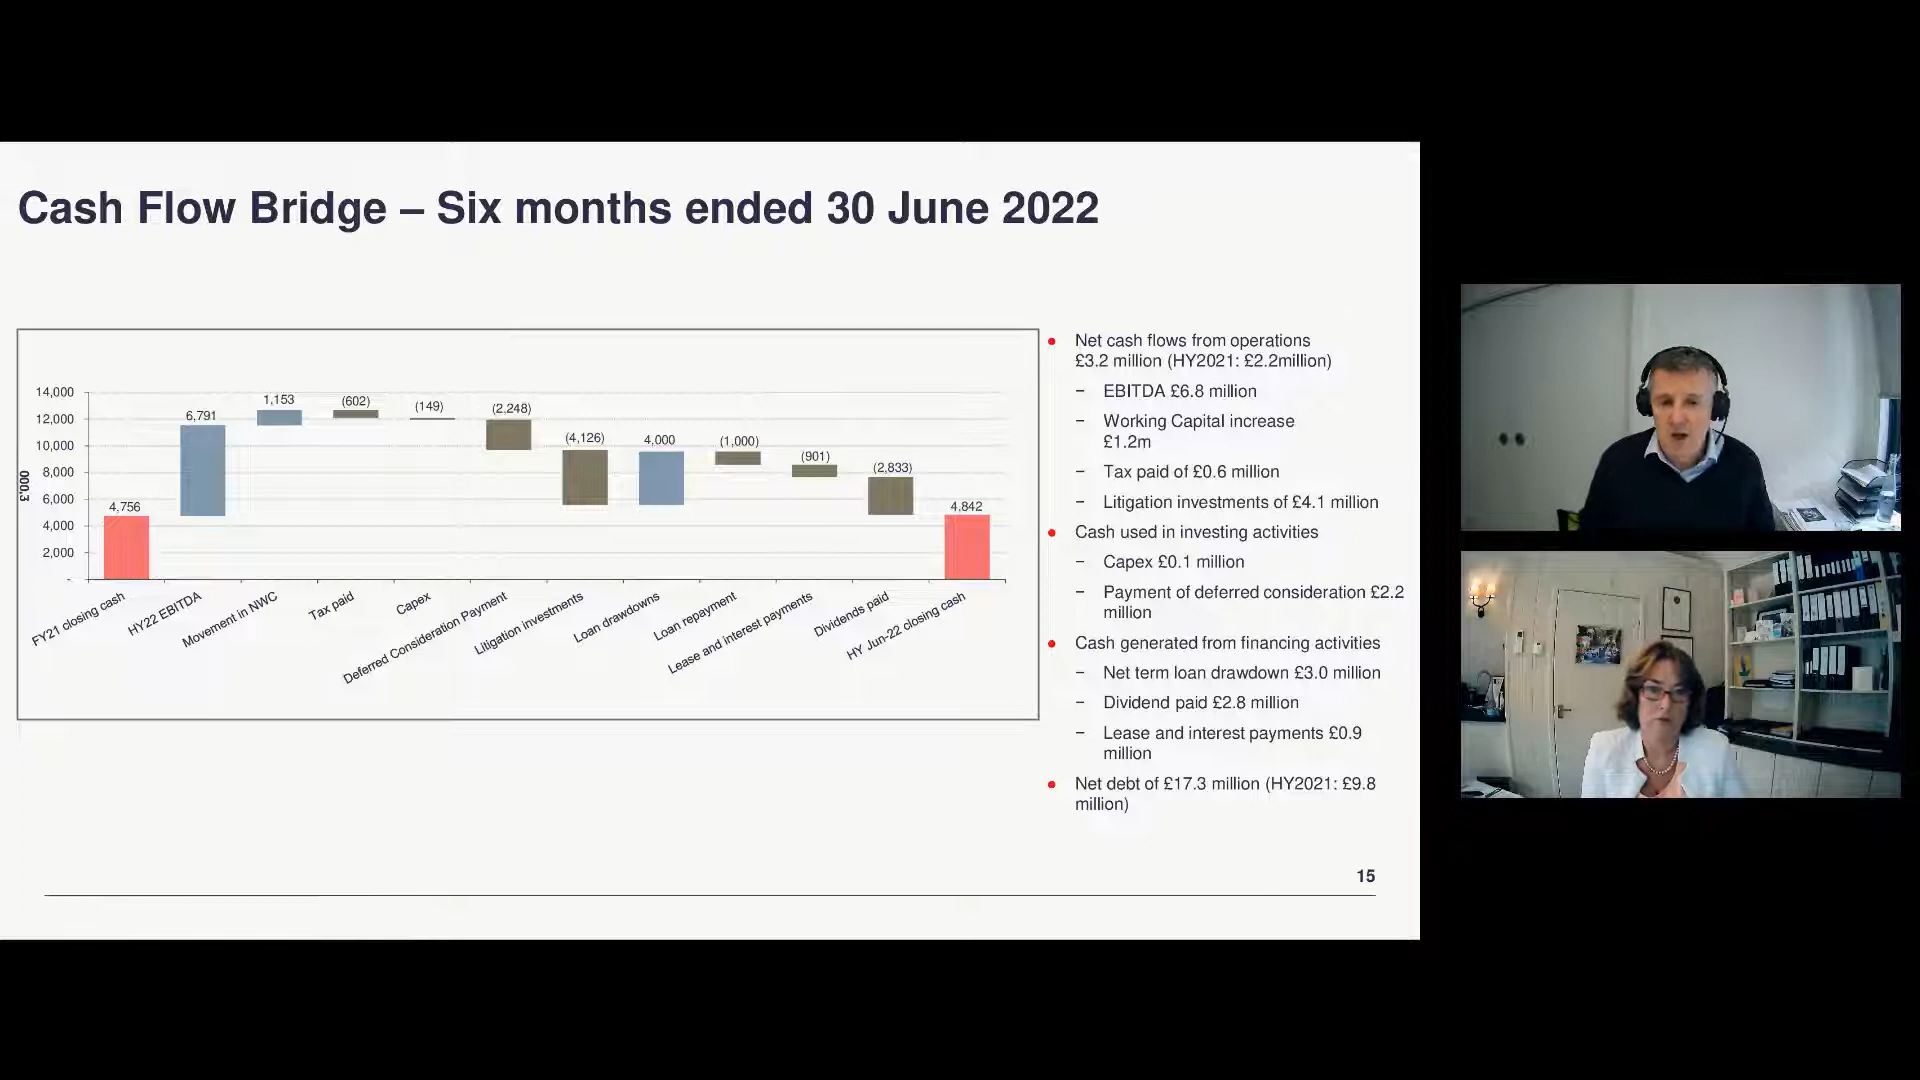 Cash Flow Bridge – Six months ended 30 June 2022
14,000
12,000
10,000
8,000
6,000
4,000
2,000
-
£'000
4,756
6,791
1,153
(602)
(149)
(2,248)
(4,126)
4,000
(1,000)
(901)
(2,833)
4,842
FY21 closing cash
HY22 EBITDA
Movement in NWC
Tax paid
Capex
Deferred Consideration Payment
Litigation investments
Loan drawdowns
Loan repayment
Lease and interest payments
Dividends paid
HY Jun-22 closing cash
Net cash flows from operations
£3.2 million (HY2021: £2.2million)
– EBITDA £6.8 million
– Working Capital increase
£1.2m
– Tax paid of £0.6 million
– Litigation investments of £4.1 million
Cash used in investing activities
– Capex £0.1 million
– Payment of deferred consideration £2.2
million
Cash generated from financing activities
– Net term loan drawdown £3.0 million
– Dividend paid £2.8 million
– Lease and interest payments £0.9
million
Net debt of £17.3 million (HY2021: £9.8
million)
15